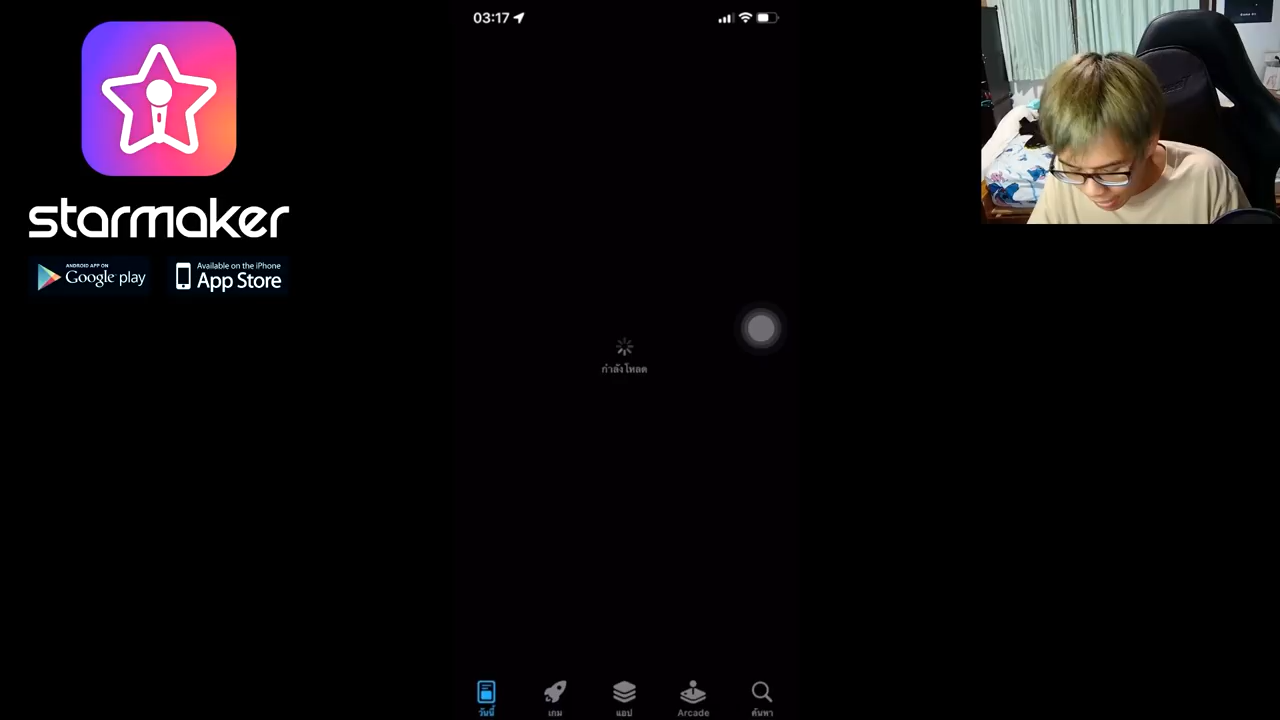 03:17
starmaker
ANDROID APP ON
Google play
Available on the iPhone
App Store
กำลังโหลด
วันนี้
เกม
แอป
Arcade
ค้นหา